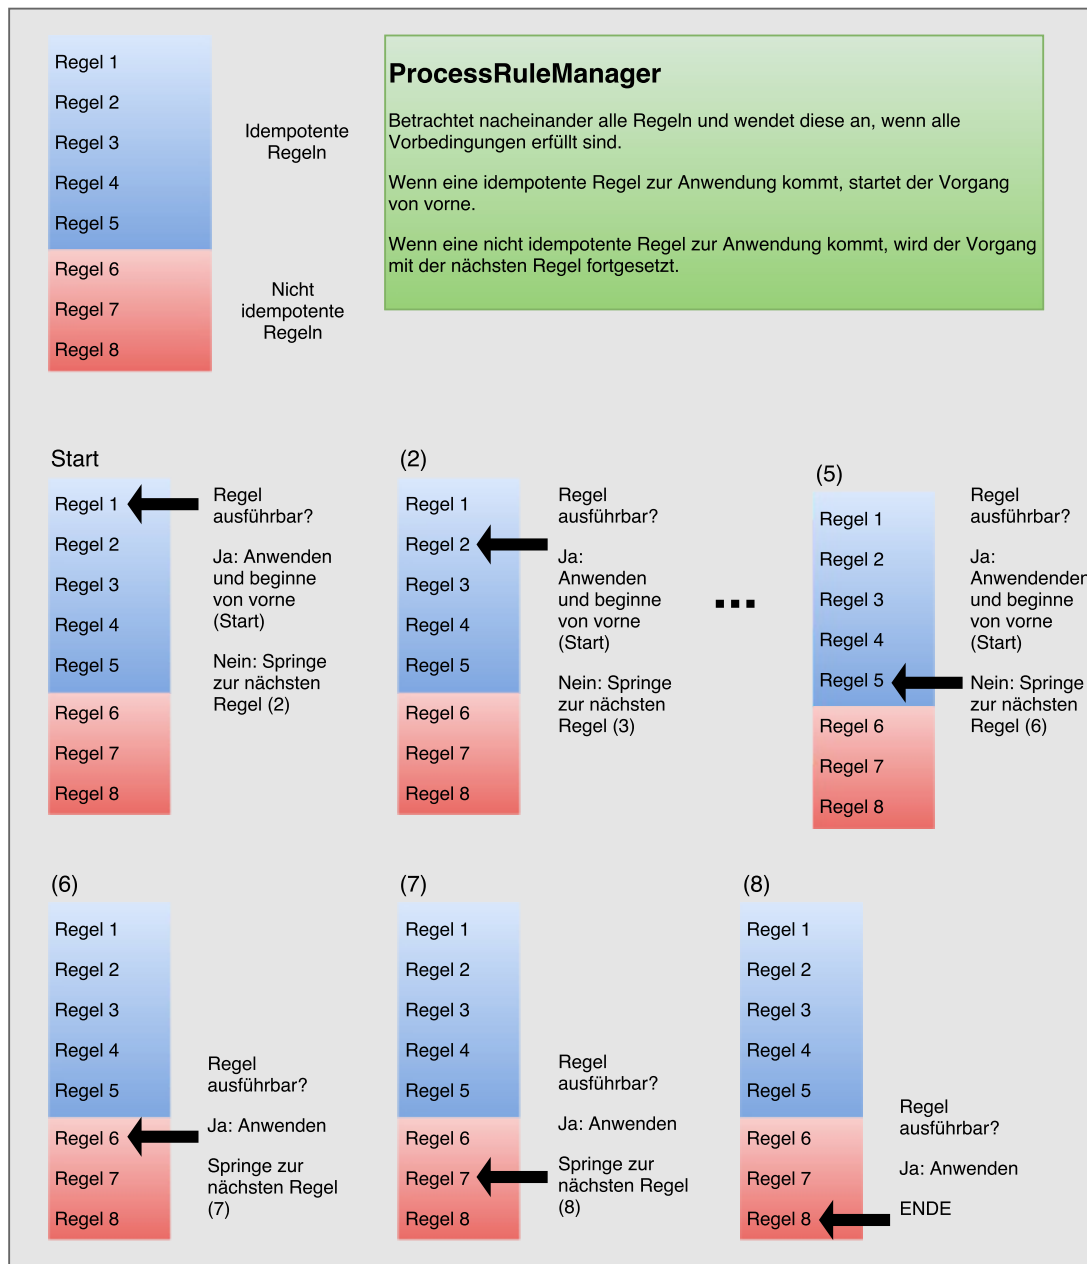 Regel 1
Regel 2
Regel 3
Regel 4
Regel 5
Regel 6
Regel 7
Regel 8
Idempotente
Regeln
Nicht
idempotente
Regeln
ProcessRuleManager
Betrachtet nacheinander alle Regeln und wendet diese an, wenn alle
Vorbedingungen erfüllt sind.
Wenn eine idempotente Regel zur Anwendung kommt, startet der Vorgang
von vorne.
Wenn eine nicht idempotente Regel zur Anwendung kommt, wird der Vorgang
mit der nächsten Regel fortgesetzt.
Start
Regel 1
Regel 2
Regel 3
Regel 4
Regel 5
Regel 6
Regel 7
Regel 8
Regel
ausführbar?
Ja: Anwenden
und beginne
von vorne
(Start)
Nein: Springe
zur nächsten
Regel (2)
(2)
Regel 1
Regel 2
Regel 3
Regel 4
Regel 5
Regel 6
Regel 7
Regel 8
Regel
ausführbar?
Ja:
Anwenden
und beginne
von vorne
(Start)
Nein: Springe
zur nächsten
Regel (3)
...
(5)
Regel 1
Regel 2
Regel 3
Regel 4
Regel 5
Regel 6
Regel 7
Regel 8
Regel
ausführbar?
Ja:
Anwendenden
und beginne
von vorne
(Start)
Nein: Springe
zur nächsten
Regel (6)
(6)
Regel 1
Regel 2
Regel 3
Regel 4
Regel 5
Regel 6
Regel 7
Regel 8
Regel
ausführbar?
Ja: Anwenden
Springe zur
nächsten Regel
(7)
(7)
Regel 1
Regel 2
Regel 3
Regel 4
Regel 5
Regel 6
Regel 7
Regel 8
Regel
ausführbar?
Ja: Anwenden
Springe zur
nächsten Regel
(8)
(8)
Regel 1
Regel 2
Regel 3
Regel 4
Regel 5
Regel 6
Regel 7
Regel 8
Regel
ausführbar?
Ja: Anwenden
ENDE